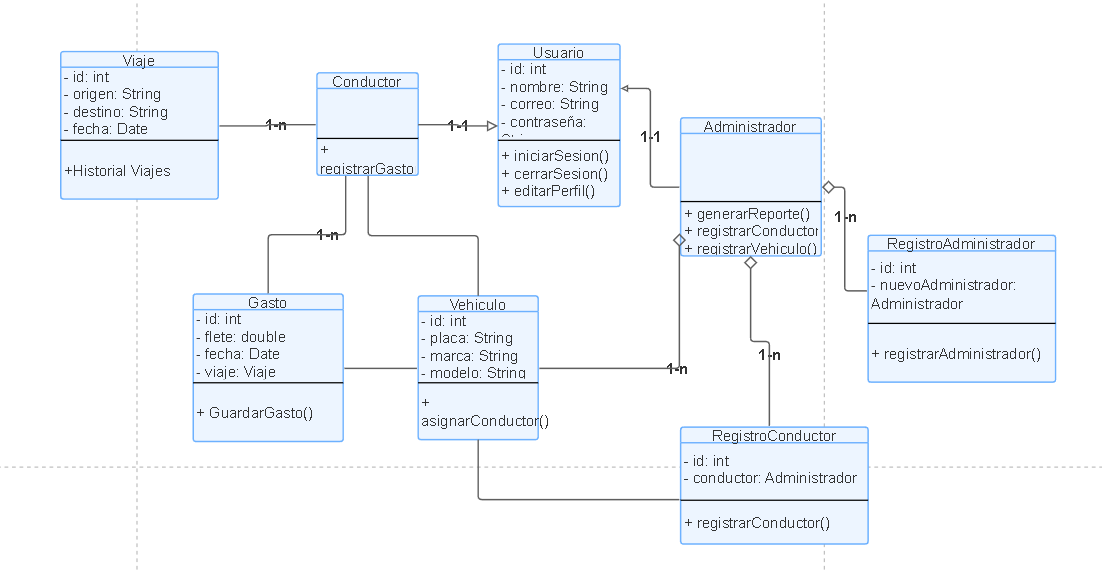 Viaje
- id: int
- origen: String
- destino: String
- fecha: Date
+Historial Viajes
1-n
Conductor
+
registrarGasto
1-1
Usuario
- id: int
- nombre: String
- correo: String
- contraseña:
+ iniciarSesion()
+ cerrarSesion()
+ editarPerfil()
1-1
Administrador
+ generarReporte()
+ registrarConductor
+ registrarVehiculo()
1-n
RegistroAdministrador
- id: int
- nuevoAdministrador:
Administrador
+ registrarAdministrador()
1-n
Gasto
- id: int
- flete: double
- fecha: Date
- viaje: Viaje
+ GuardarGasto()
Vehiculo
- id: int
- placa: String
- marca: String
- modelo: String
+
asignarConductor()
1-n
1-n
RegistroConductor
- id: int
- conductor: Administrador
+ registrarConductor()